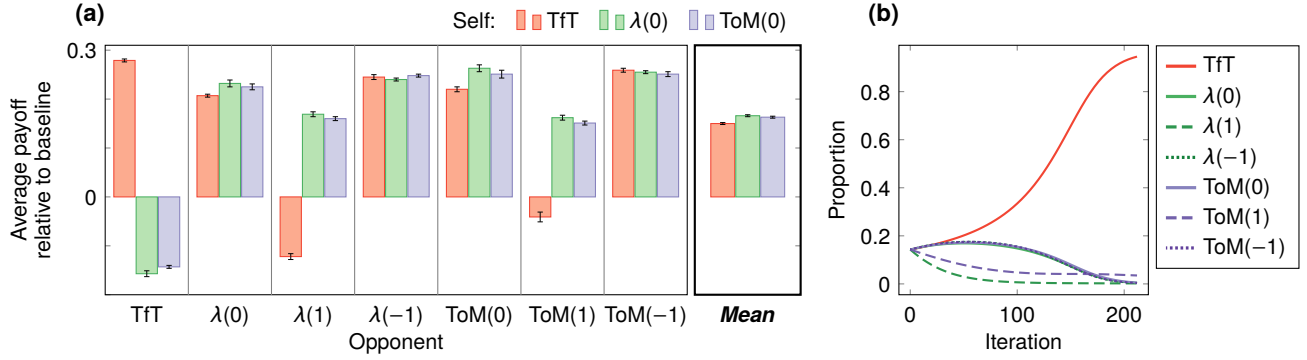 (a)
Self: TfT λ(0) ToM(0)
Average payoff
relative to baseline
0.3
0
TfT λ(0) λ(1) λ(−1) ToM(0) ToM(1) ToM(−1) Mean
Opponent
(b)
Proportion
0.8
0.6
0.4
0.2
0
0 100 200
Iteration
TfT
λ(0)
λ(1)
λ(−1)
ToM(0)
ToM(1)
ToM(−1)